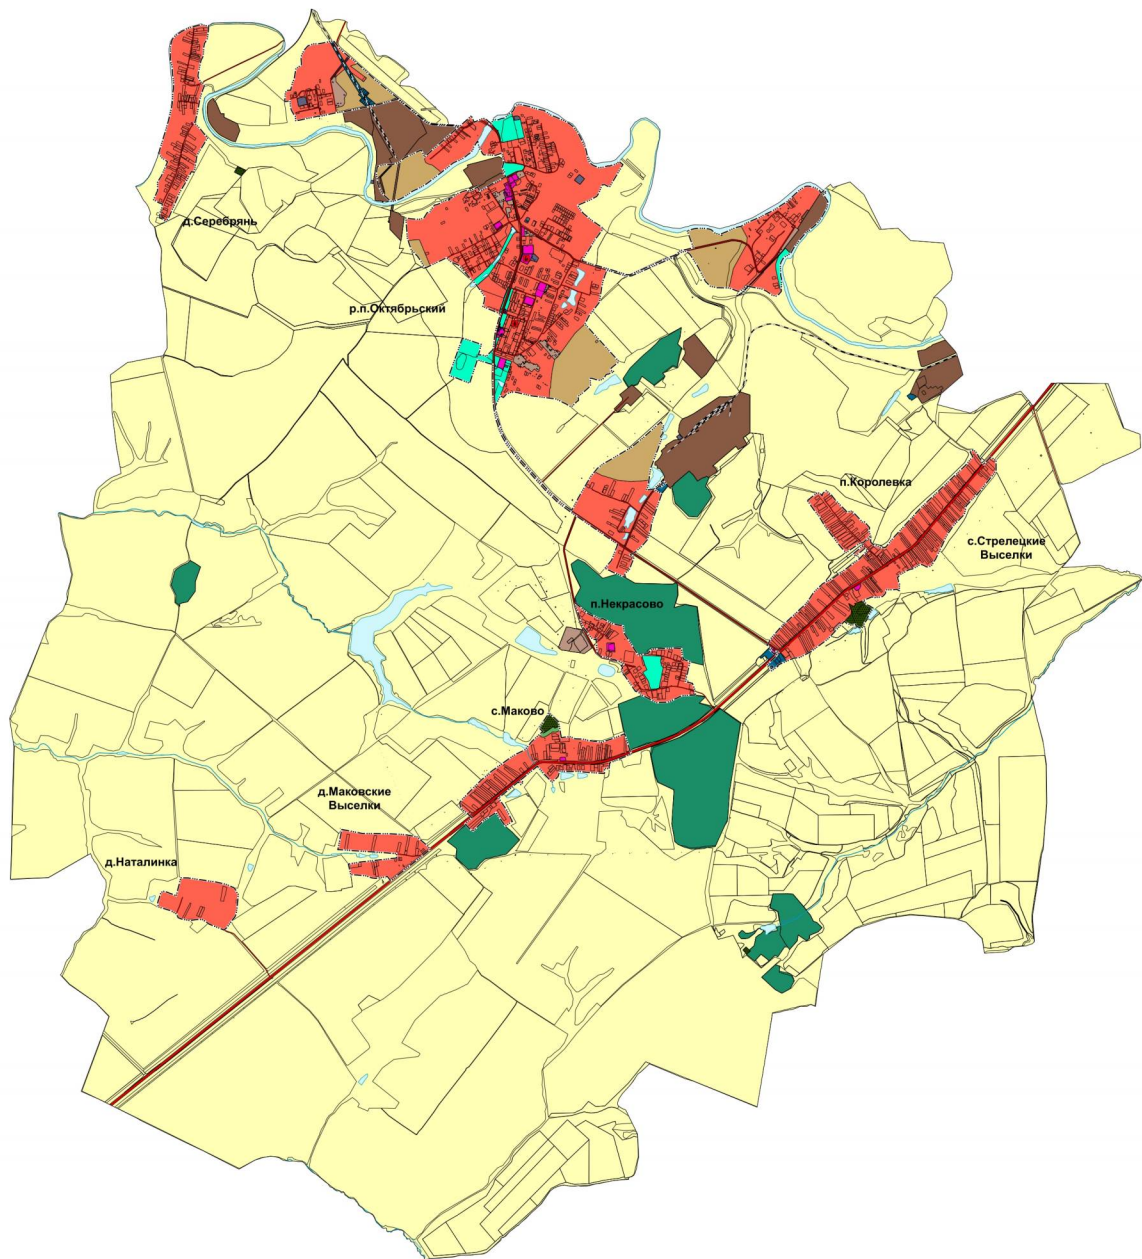 д.Серебрянь
р.п.Октябрьский
п.Королевка
с.Стрелецкие
Выселки
п.Некрасово
с.Маково
д.Маковские
Выселки
д.Наталинка